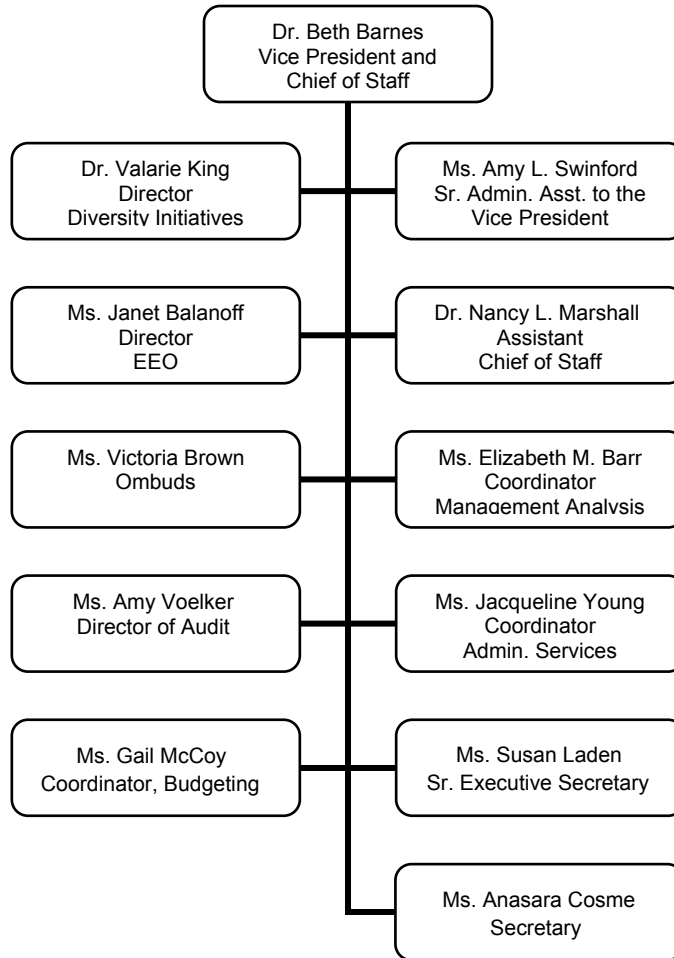 Dr. Beth Barnes
Vice President and
Chief of Staff
Dr. Valarie King
Director
Diversity Initiatives
Ms. Amy L. Swinford
Sr. Admin. Asst. to the
Vice President
Ms. Janet Balanoff
Director
EEO
Dr. Nancy L. Marshall
Assistant
Chief of Staff
Ms. Victoria Brown
Ombuds
Ms. Elizabeth M. Barr
Coordinator
Management Analysis
Ms. Amy Voelker
Director of Audit
Ms. Jacqueline Young
Coordinator
Admin. Services
Ms. Gail McCoy
Coordinator, Budgeting
Ms. Susan Laden
Sr. Executive Secretary
Ms. Anasara Cosme
Secretary